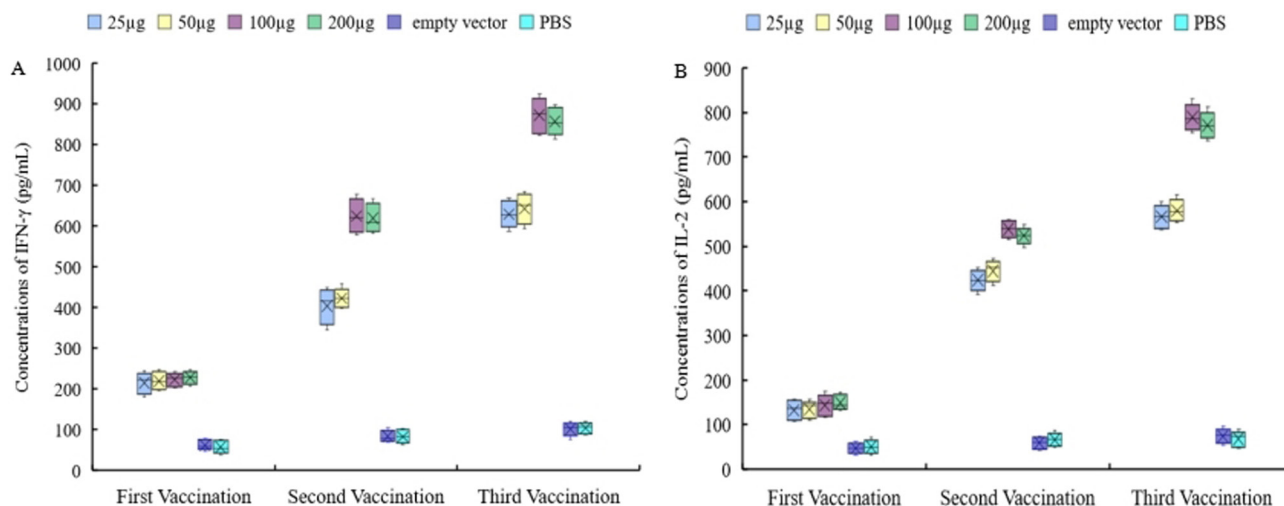 25µg 50µg 100µg 200µg empty vector PBS
A
Concentrations of IFN-γ (pg/mL)
1000
900
800
700
600
500
400
300
200
100
0
First Vaccination Second Vaccination Third Vaccination
25µg 50µg 100µg 200µg empty vector PBS
B
Concentrations of IL-2 (pg/mL)
900
800
700
600
500
400
300
200
100
0
First Vaccination Second Vaccination Third Vaccination